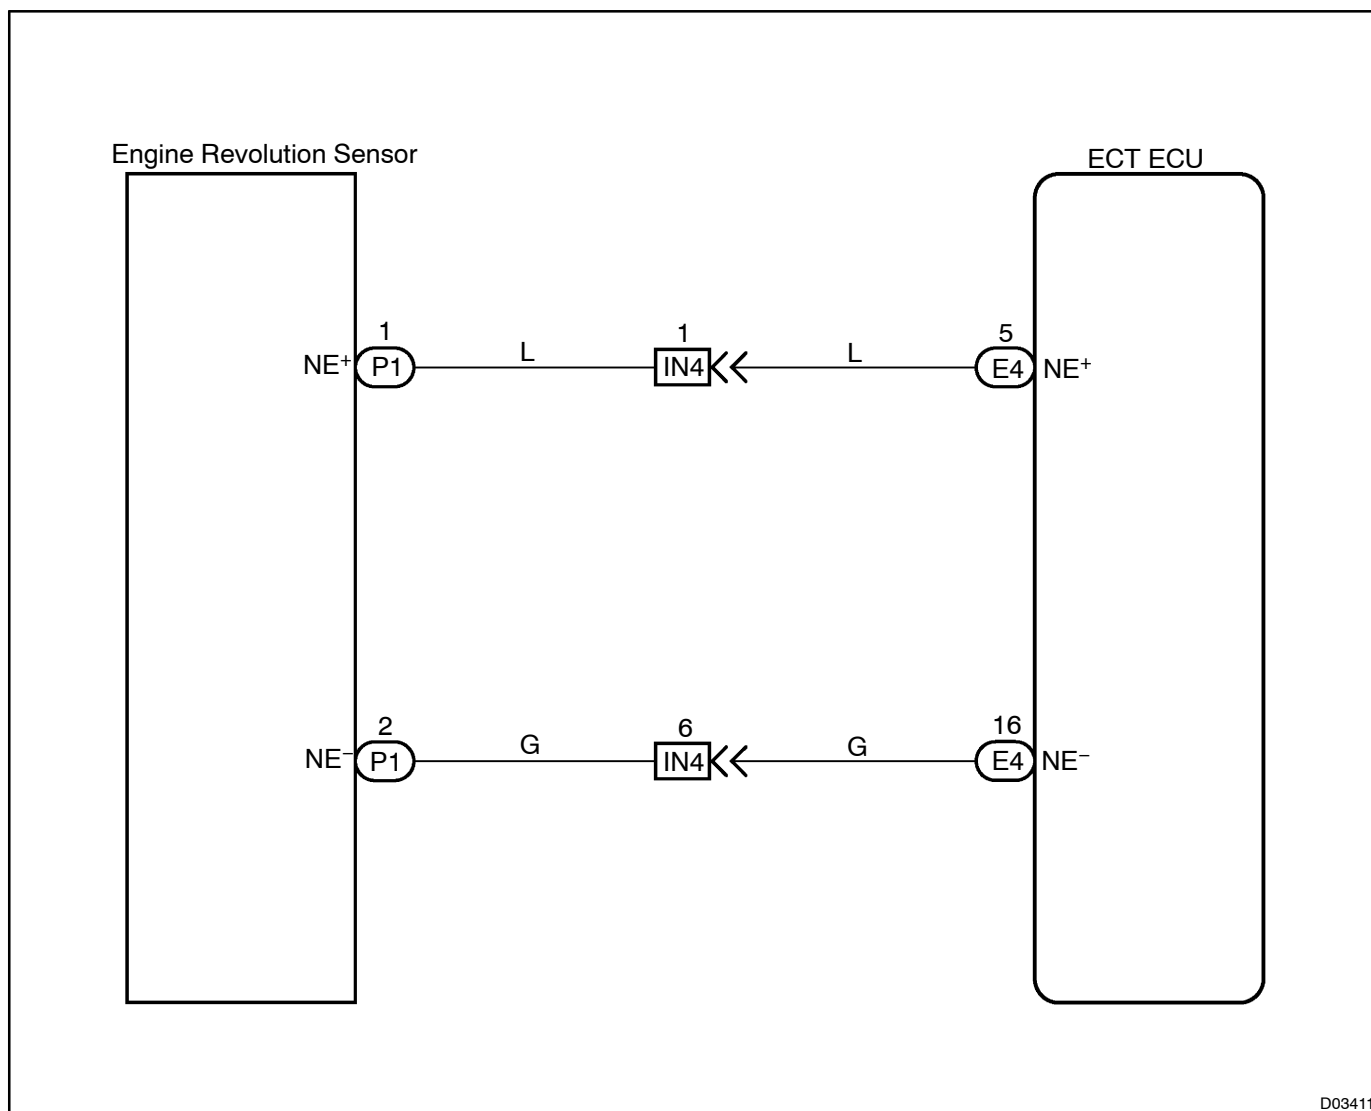 Engine Revolution Sensor
ECT ECU
1 1 5
NE+ P1 L IN4 L E4 NE+
2 6 16
NE− P1 G IN4 G E4 NE−
D03411